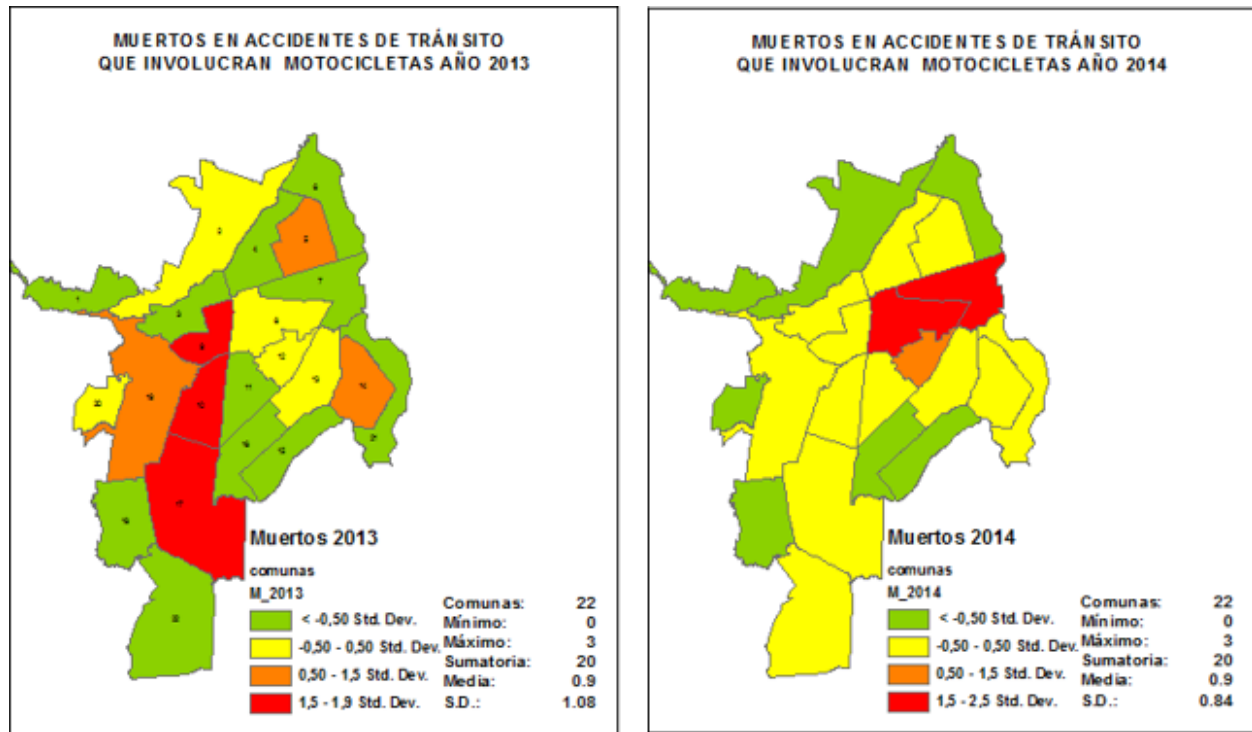 MUERTOS EN ACCIDENTES DE TRÁNSITO
QUE INVOLUCRAN MOTOCICLETAS AÑO 2013
Muertos 2013
comunas
M_2013
< -0,50 Std. Dev.
-0,50 - 0,50 Std. Dev.
0,50 - 1,5 Std. Dev.
1,5 - 1,9 Std. Dev.
Comunas: 22
Mínimo: 0
Máximo: 3
Sumatoria: 20
Media: 0.9
S.D.: 1.08
MUERTOS EN ACCIDENTES DE TRÁNSITO
QUE INVOLUCRAN MOTOCICLETAS AÑO 2014
Muertos 2014
comunas
M_2014
< -0,50 Std. Dev.
-0,50 - 0,50 Std. Dev.
0,50 - 1,5 Std. Dev.
1,5 - 2,5 Std. Dev.
Comunas: 22
Mínimo: 0
Máximo: 3
Sumatoria: 20
Media: 0.9
S.D.: 0.84